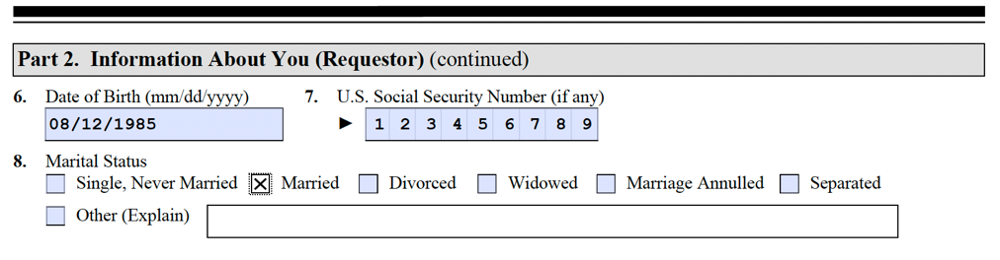 Part 2. Information About You (Requestor) (continued)
6. Date of Birth (mm/dd/yyyy) 7. U.S. Social Security Number (if any)
08/12/1985 ► 1 2 3 4 5 6 7 8 9
8. Marital Status
Single, Never Married Married Divorced Widowed Marriage Annulled Separated
Other (Explain)